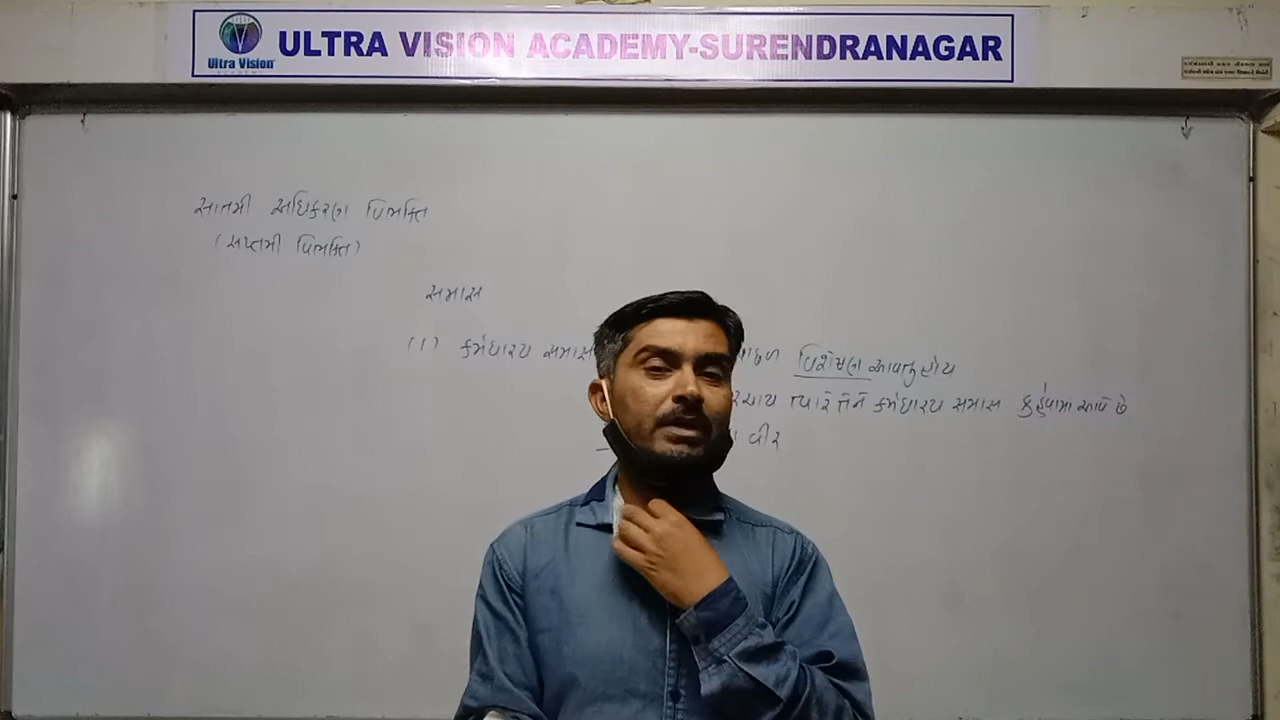 Ultra Vision
ACADEMY
ULTRA VISION ACADEMY-SURENDRANAGAR
સાતમી અધિકરણ વિભક્તિ
(સપ્તમી વિભક્તિ)
સમાસ
(1) કર્મધારય સમાસ વિશેષણ આવતુ હોય
ત્યારે તેને કર્મધારય સમાસ કહેવામા આવે છે
વીર